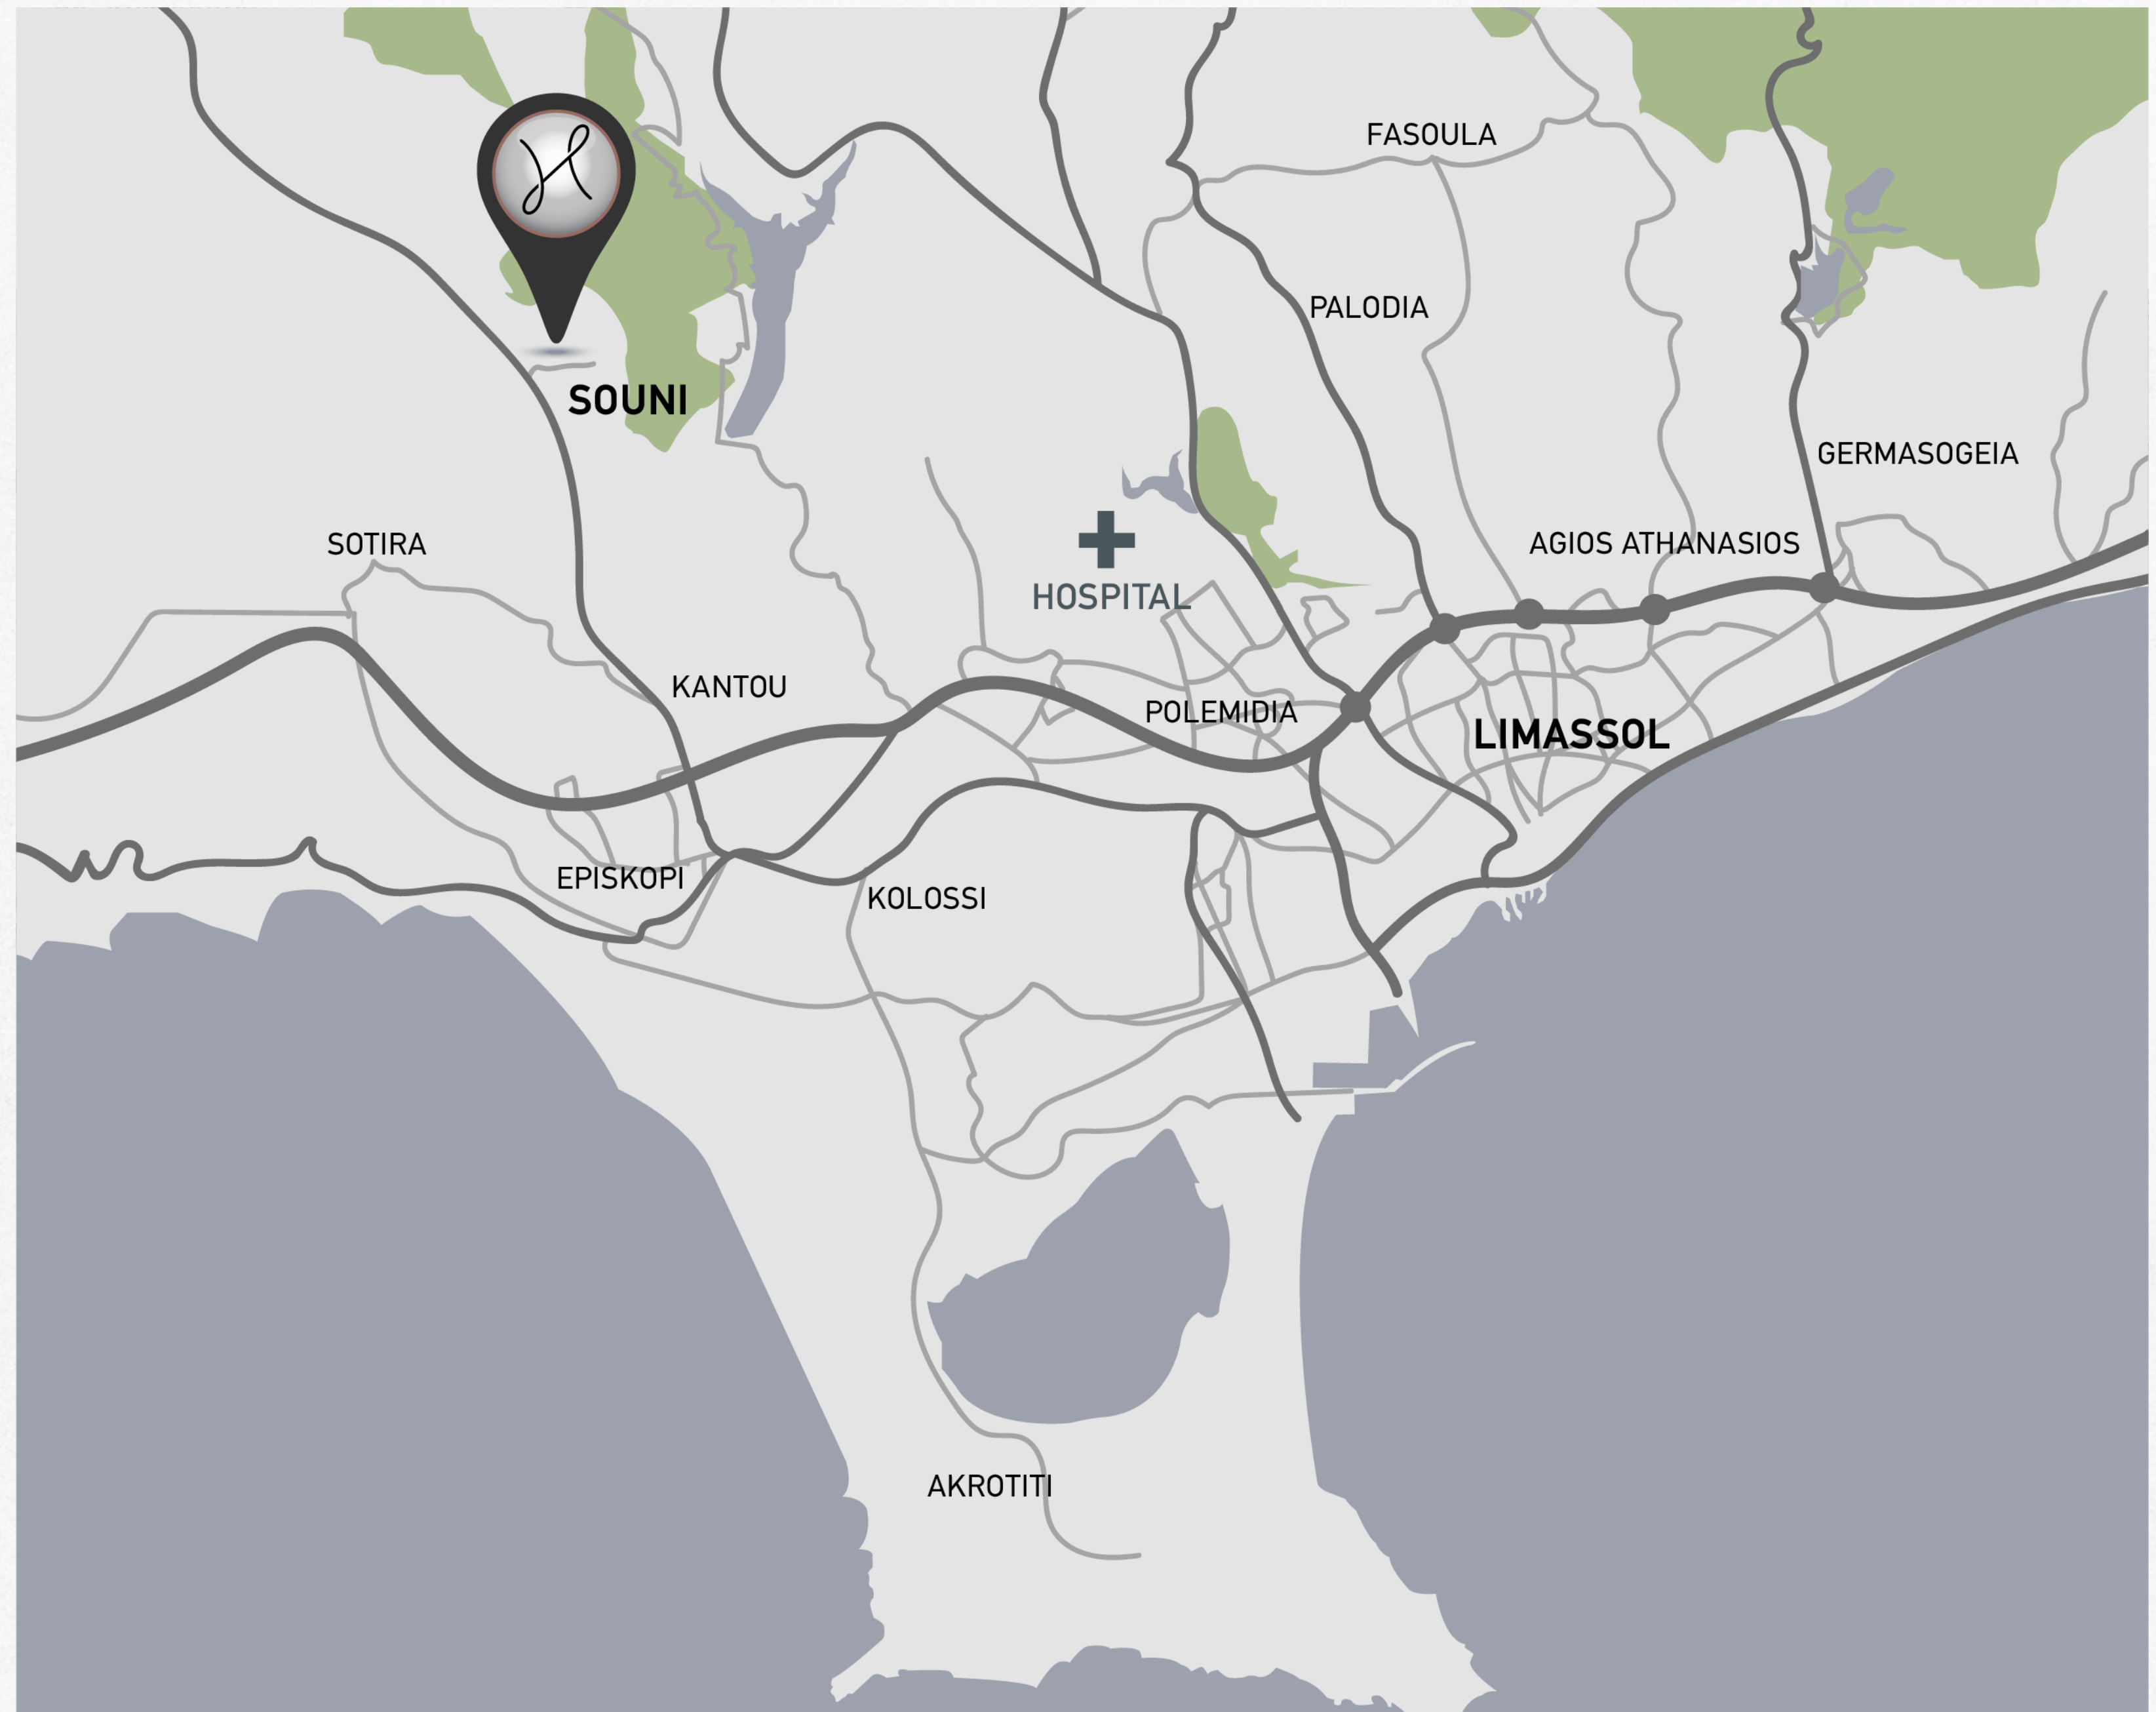 FASOULA
PALODIA
SOUNI
GERMASOGEIA
SOTIRA
AGIOS ATHANASIOS
HOSPITAL
KANTOU
POLEMIDIA
LIMASSOL
EPISKOPI
KOLOSSI
AKROTITI